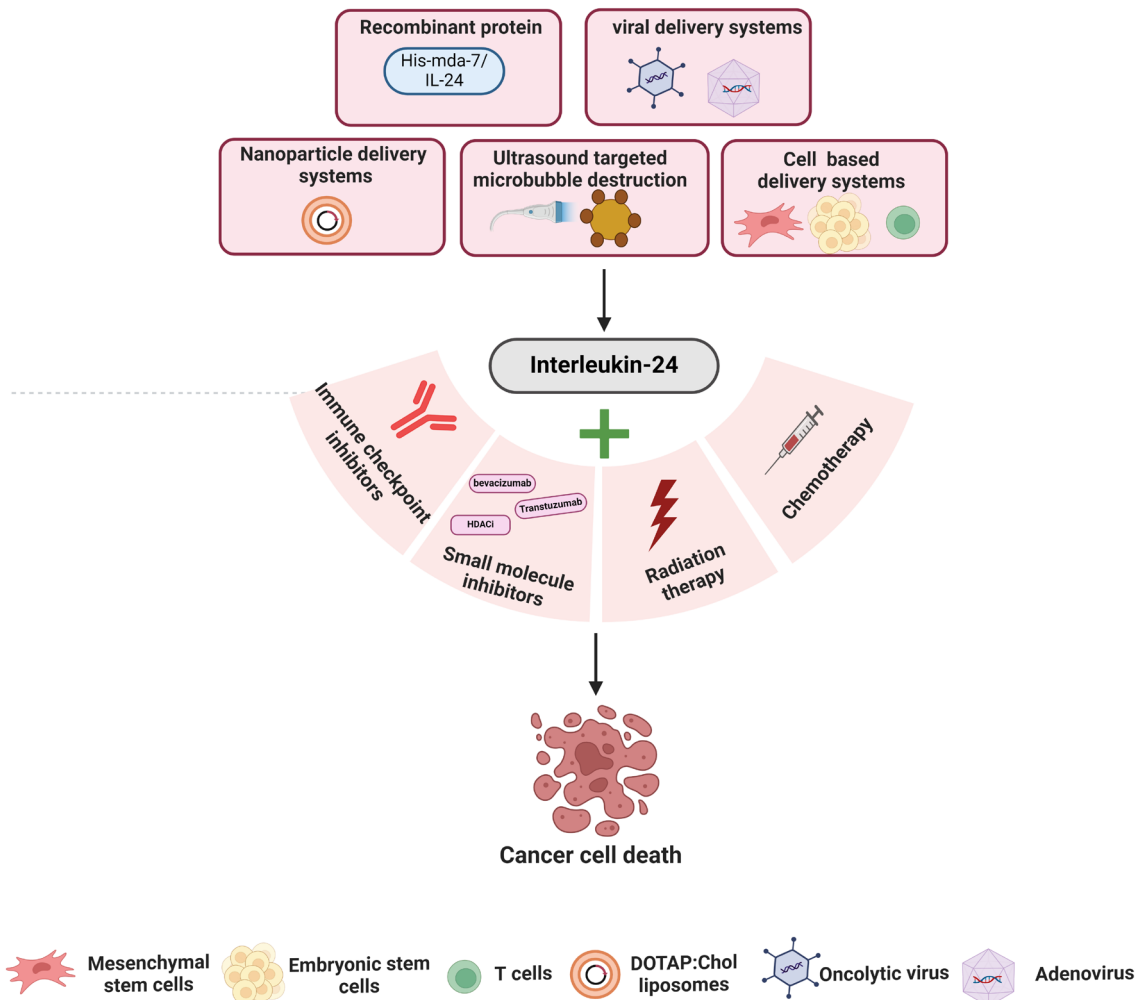 Recombinant protein
His-mda-7/
IL-24
viral delivery systems
Nanoparticle delivery
systems
Ultrasound targeted
microbubble destruction
Cell based
delivery systems
Interleukin-24
Immune checkpoint
inhibitors
bevacizumab
Transtuzumab
HDACi
Small molecule
inhibitors
Radiation
therapy
Chemotherapy
Cancer cell death
Mesenchymal
stem cells
Embryonic stem
cells
T cells
DOTAP:Chol
liposomes
Oncolytic virus
Adenovirus